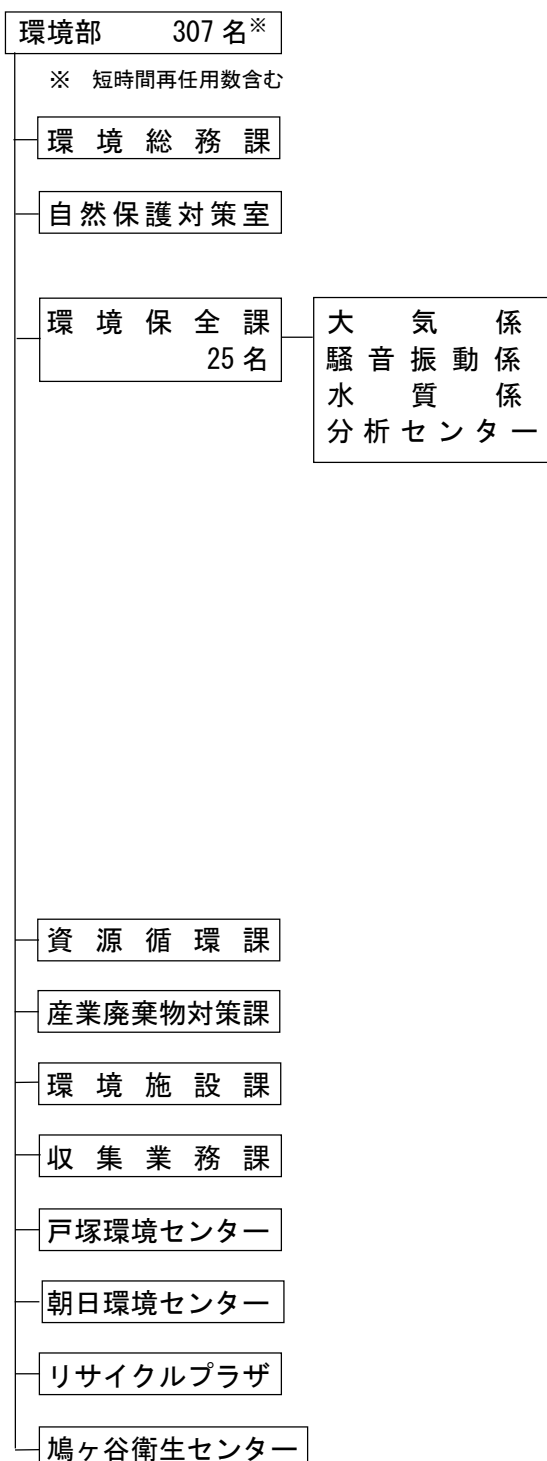 環境部 307名※
※ 短時間再任用数含む
環境総務課
自然保護対策室
環境保全課
25名
大気係
騒音振動係
水質係
分析センター
資源循環課
産業廃棄物対策課
環境施設課
収集業務課
戸塚環境センター
朝日環境センター
リサイクルプラザ
鳩ヶ谷衛生センター